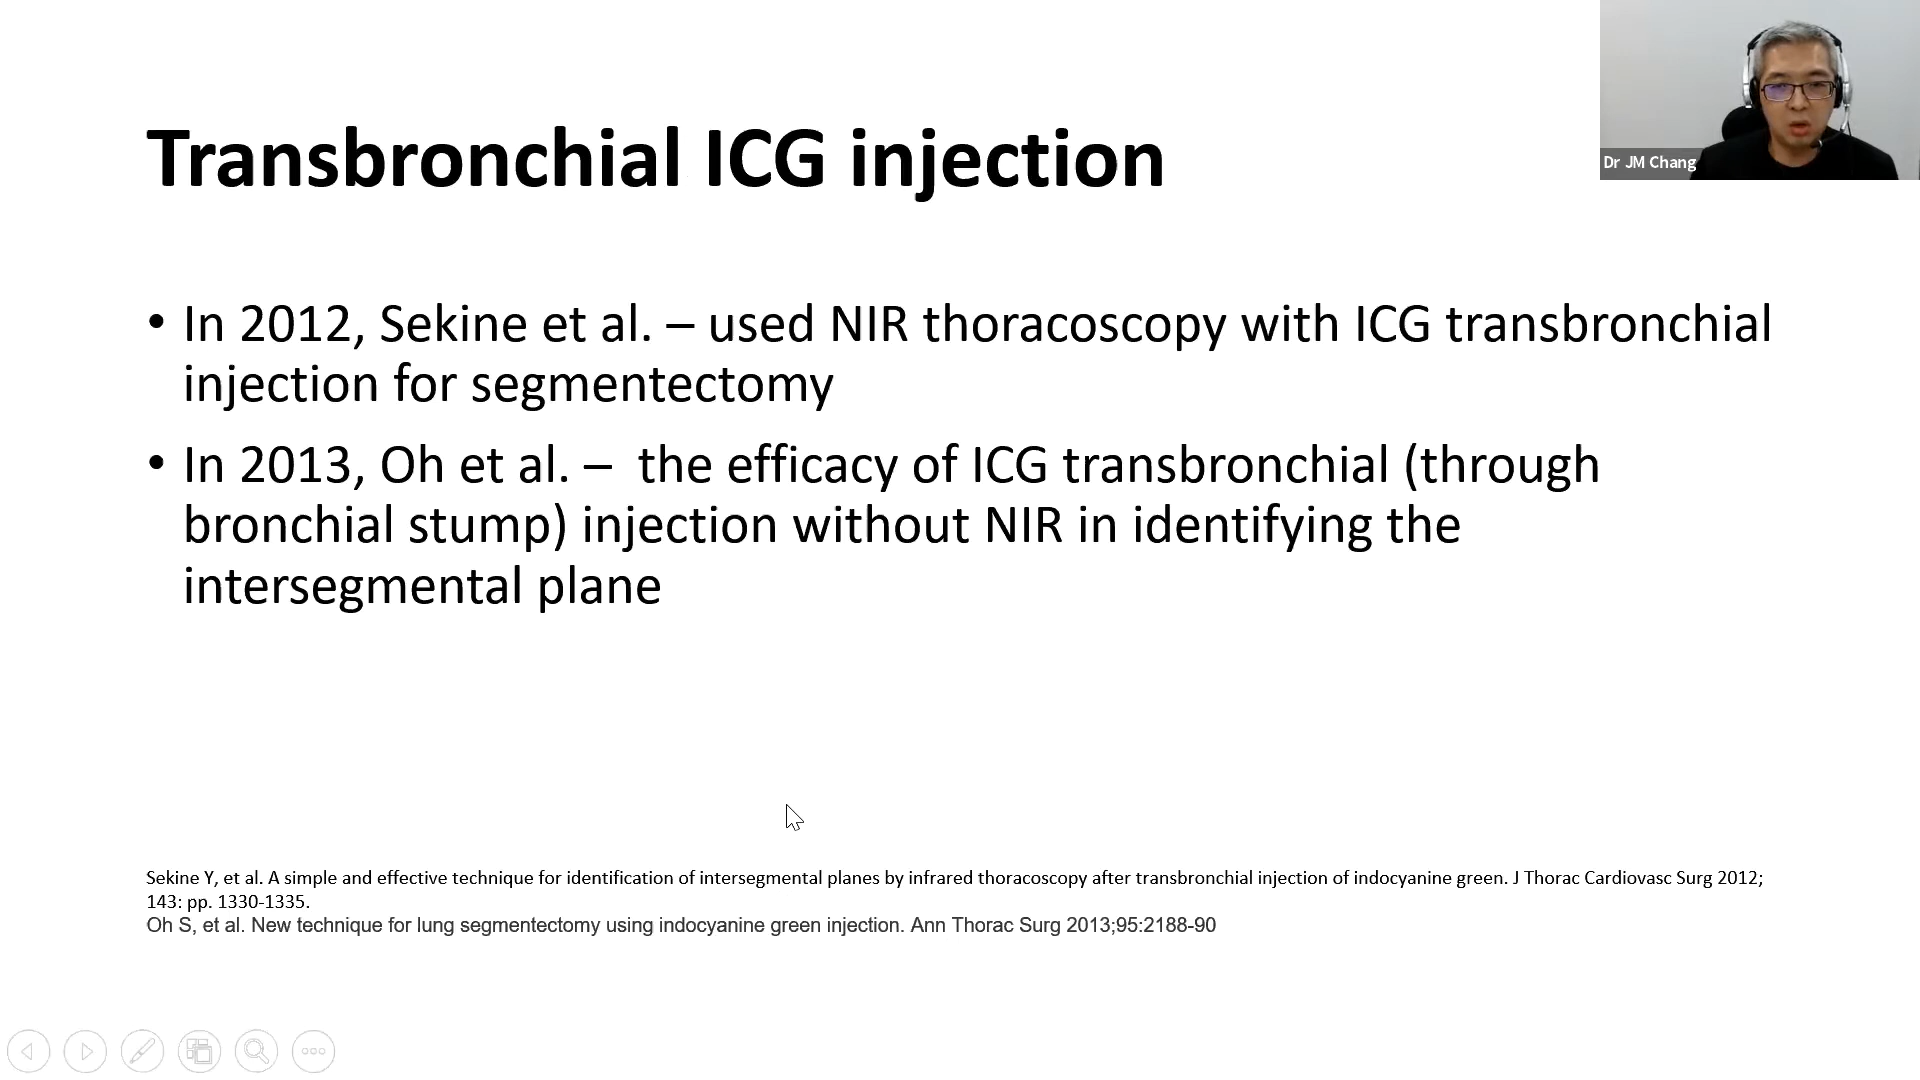 Transbronchial ICG injection
Dr JM Chang
• In 2012, Sekine et al. – used NIR thoracoscopy with ICG transbronchial
injection for segmentectomy
• In 2013, Oh et al. –  the efficacy of ICG transbronchial (through
bronchial stump) injection without NIR in identifying the
intersegmental plane
Sekine Y, et al. A simple and effective technique for identification of intersegmental planes by infrared thoracoscopy after transbronchial injection of indocyanine green. J Thorac Cardiovasc Surg 2012;
143: pp. 1330-1335.
Oh S, et al. New technique for lung segmentectomy using indocyanine green injection. Ann Thorac Surg 2013;95:2188-90